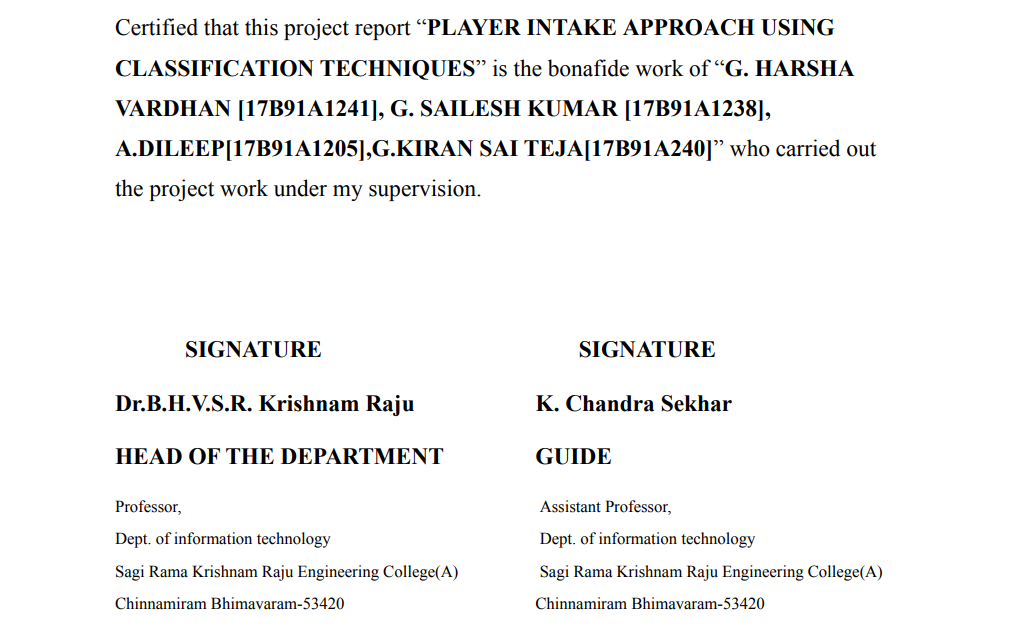 Certified that this project report “PLAYER INTAKE APPROACH USING
CLASSIFICATION TECHNIQUES” is the bonafide work of “G. HARSHA
VARDHAN [17B91A1241], G. SAILESH KUMAR [17B91A1238],
A.DILEEP[17B91A1205],G.KIRAN SAI TEJA[17B91A240]” who carried out
the project work under my supervision.
SIGNATURE
Dr.B.H.V.S.R. Krishnam Raju
HEAD OF THE DEPARTMENT
Professor,
Dept. of information technology
Sagi Rama Krishnam Raju Engineering College(A)
Chinnamiram Bhimavaram-53420
SIGNATURE
K. Chandra Sekhar
GUIDE
Assistant Professor,
Dept. of information technology
Sagi Rama Krishnam Raju Engineering College(A)
Chinnamiram Bhimavaram-53420